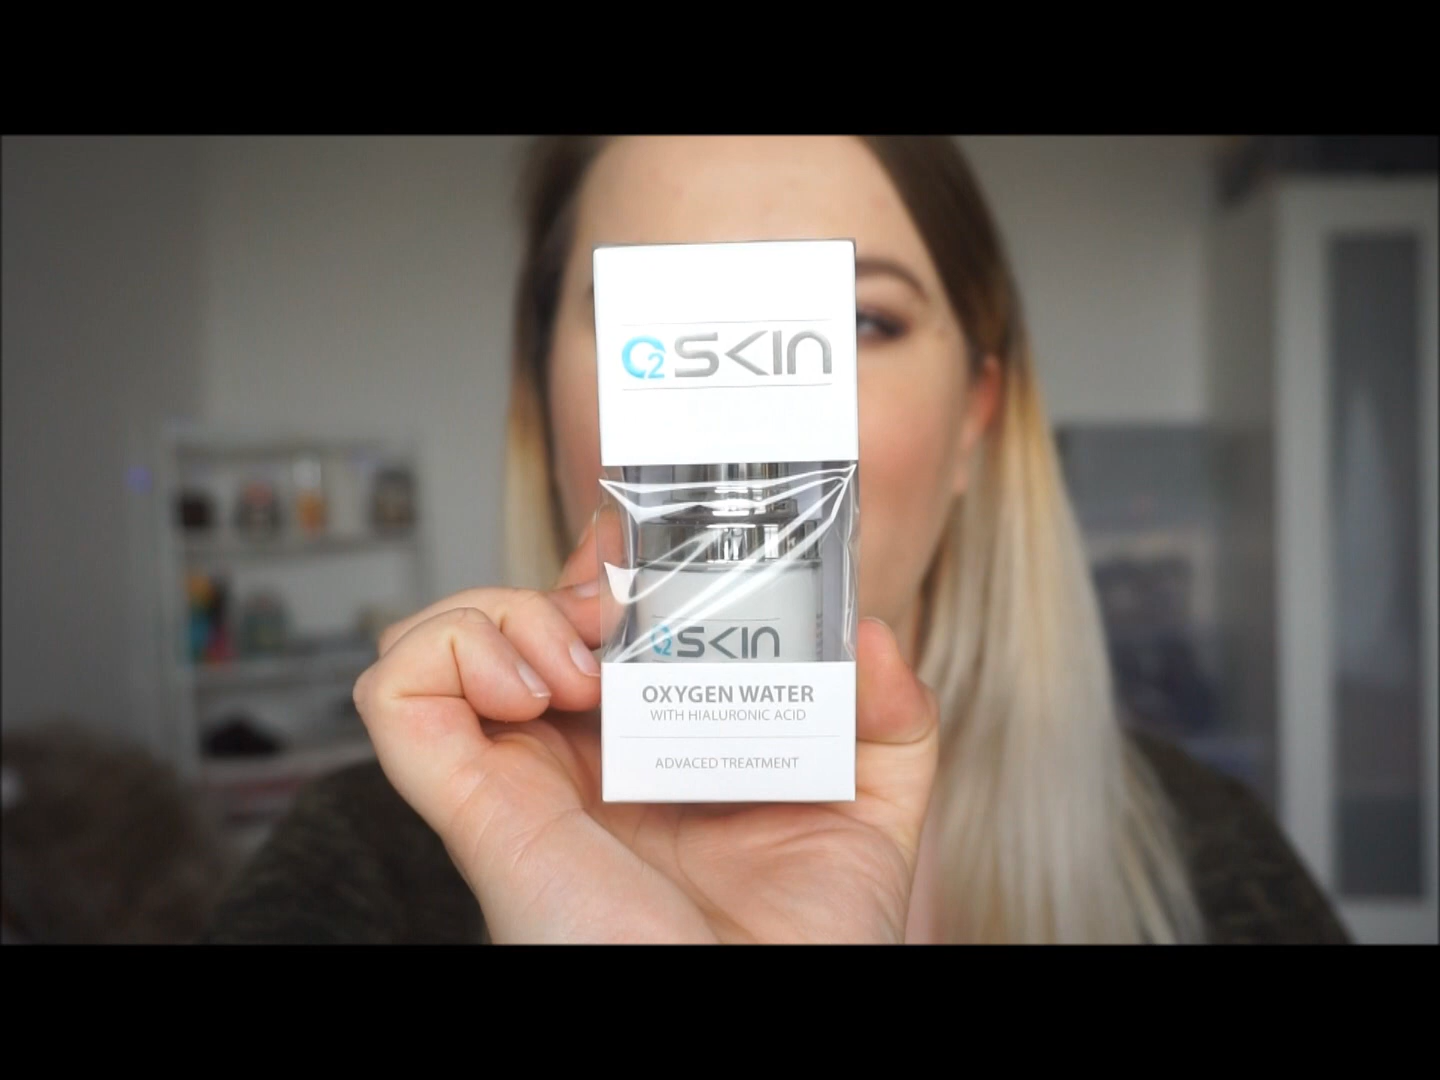 O2SKIN
O2SKIN
OXYGEN WATER
WITH HIALURONIC ACID
ADVACED TREATMENT